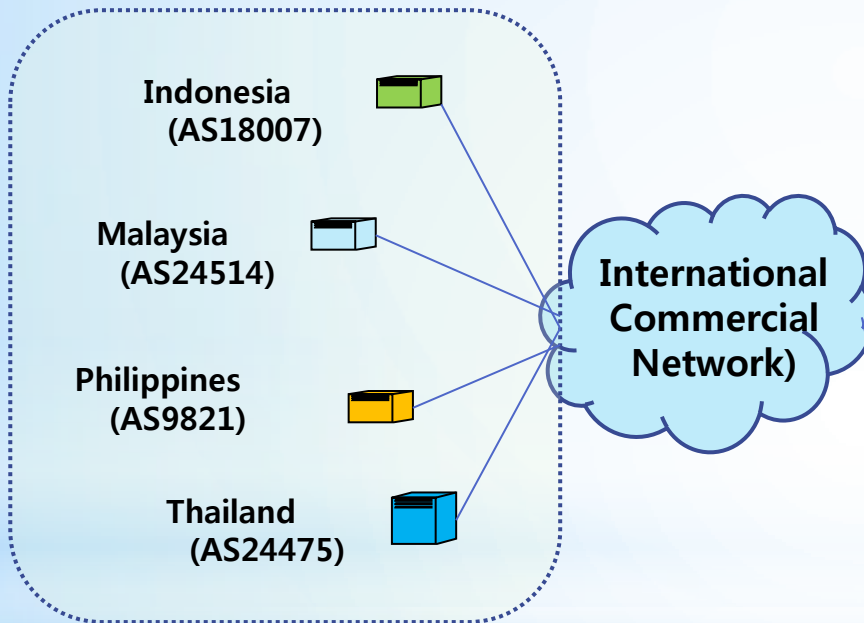 Indonesia
(AS18007)
Malaysia
(AS24514)
Philippines
(AS9821)
Thailand
(AS24475)
International
Commercial
Network)